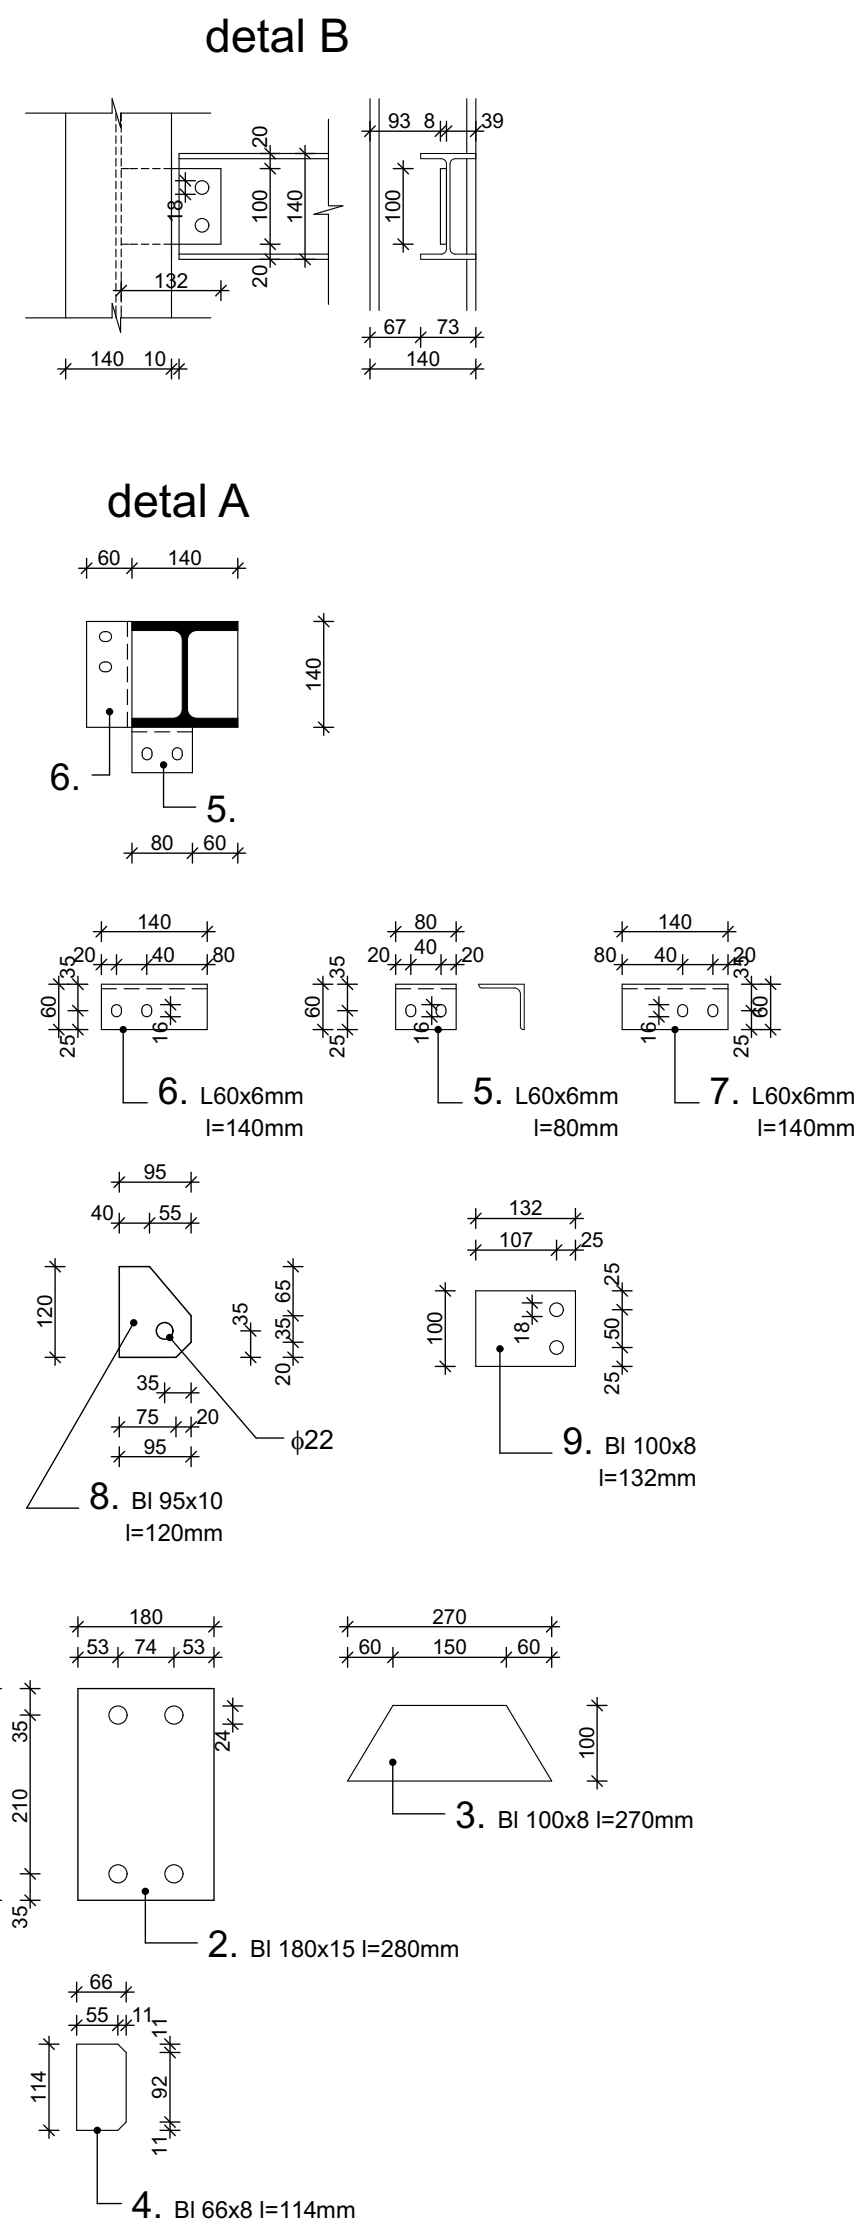 detal B
93 8 39
20
18
100
140
100
20
132
67 73
140 10
140
detal A
60 140
140
6.
5.
80 60
140
20 40 80
35
60
25
16
6. L60x6mm
l=140mm
80
20 40 20
35
60
25
16
5. L60x6mm
l=80mm
140
80 40 20
35
60
25
16
7. L60x6mm
l=140mm
95
40 55
120
65
35
35
20
35
75 20
95
ϕ22
8. Bl 95x10
l=120mm
132
107 25
25
100
18
50
25
9. Bl 100x8
l=132mm
180
53 74 53
35
24
210
35
2. Bl 180x15 l=280mm
270
60 150 60
100
3. Bl 100x8 l=270mm
66
55 11
11
114
92
11
4. Bl 66x8 l=114mm